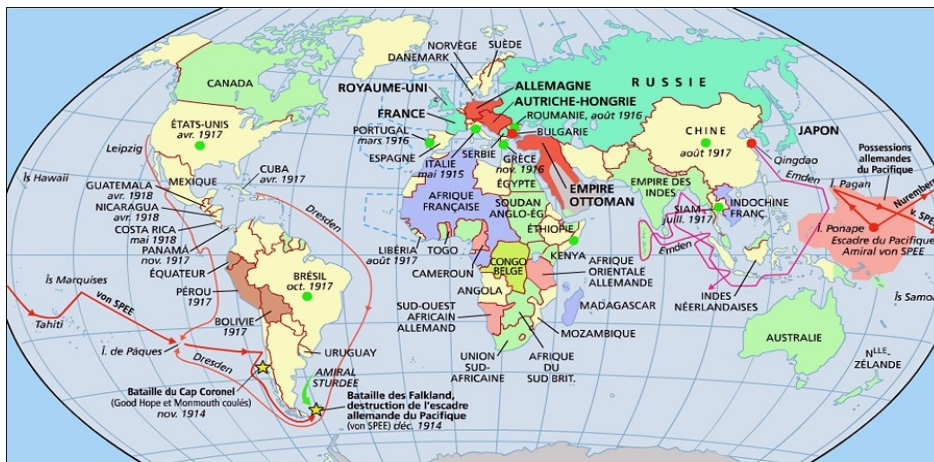 NORVÈGE
SUÈDE
DANEMARK
RUSSIE
CANADA
ROYAUME-UNI
ALLEMAGNE
AUTRICHE-HONGRIE
ROUMANIE, août 1916
BULGARIE
FRANCE
ÉTATS-UNIS
avr. 1917
PORTUGAL
mars 1916
ESPAGNE
ITALIE
mai 1915
SERBIE
GRÈCE
nov. 1916
CHINE
août 1917
JAPON
Leipzig
Qingdao
Possessions
allemandes
du Pacifique
Îs Hawaii
MEXIQUE
CUBA
avr. 1917
ÉGYPTE
EMPIRE
OTTOMAN
EMPIRE DES
INDES
Emden
Î. Pagan
Nuremberg
v. SPEE
GUATEMALA
avr. 1918
NICARAGUA
avr. 1918
COSTA RICA
mai 1918
PANAMÁ
nov. 1917
Dresden
AFRIQUE
FRANÇAISE
SOUDAN
ANGLO-ÉG.
SIAM
juil. 1917
INDOCHINE
FRANÇ.
Î. Ponape
Escadre du Pacifique
Amiral von SPEE
LIBÉRIA
août 1917
TOGO
ÉTHIOPIE
KENYA
Emden
ÉQUATEUR
CAMEROUN
CONGO
BELGE
AFRIQUE
ORIENTALE
ALLEMANDE
Îs Marquises
PÉROU
1917
BRÉSIL
oct. 1917
ANGOLA
INDES
NÉERLANDAISES
Îs Samoa
von SPEE
Tahiti
BOLIVIE
1917
SUD-OUEST
AFRICAIN
ALLEMAND
MADAGASCAR
MOZAMBIQUE
AUSTRALIE
Î. de Pâques
Dresden
URUGUAY
UNION
SUD-
AFRICAINE
AFRIQUE
DU
SUD BRIT.
NLLE-
ZÉLANDE
AMIRAL
STURDEE
Bataille du Cap Coronel
(Good Hope et Monmouth coulés)
nov. 1914
Bataille des Falkland,
destruction de l'escadre
allemande du Pacifique
(von SPEE) déc. 1914